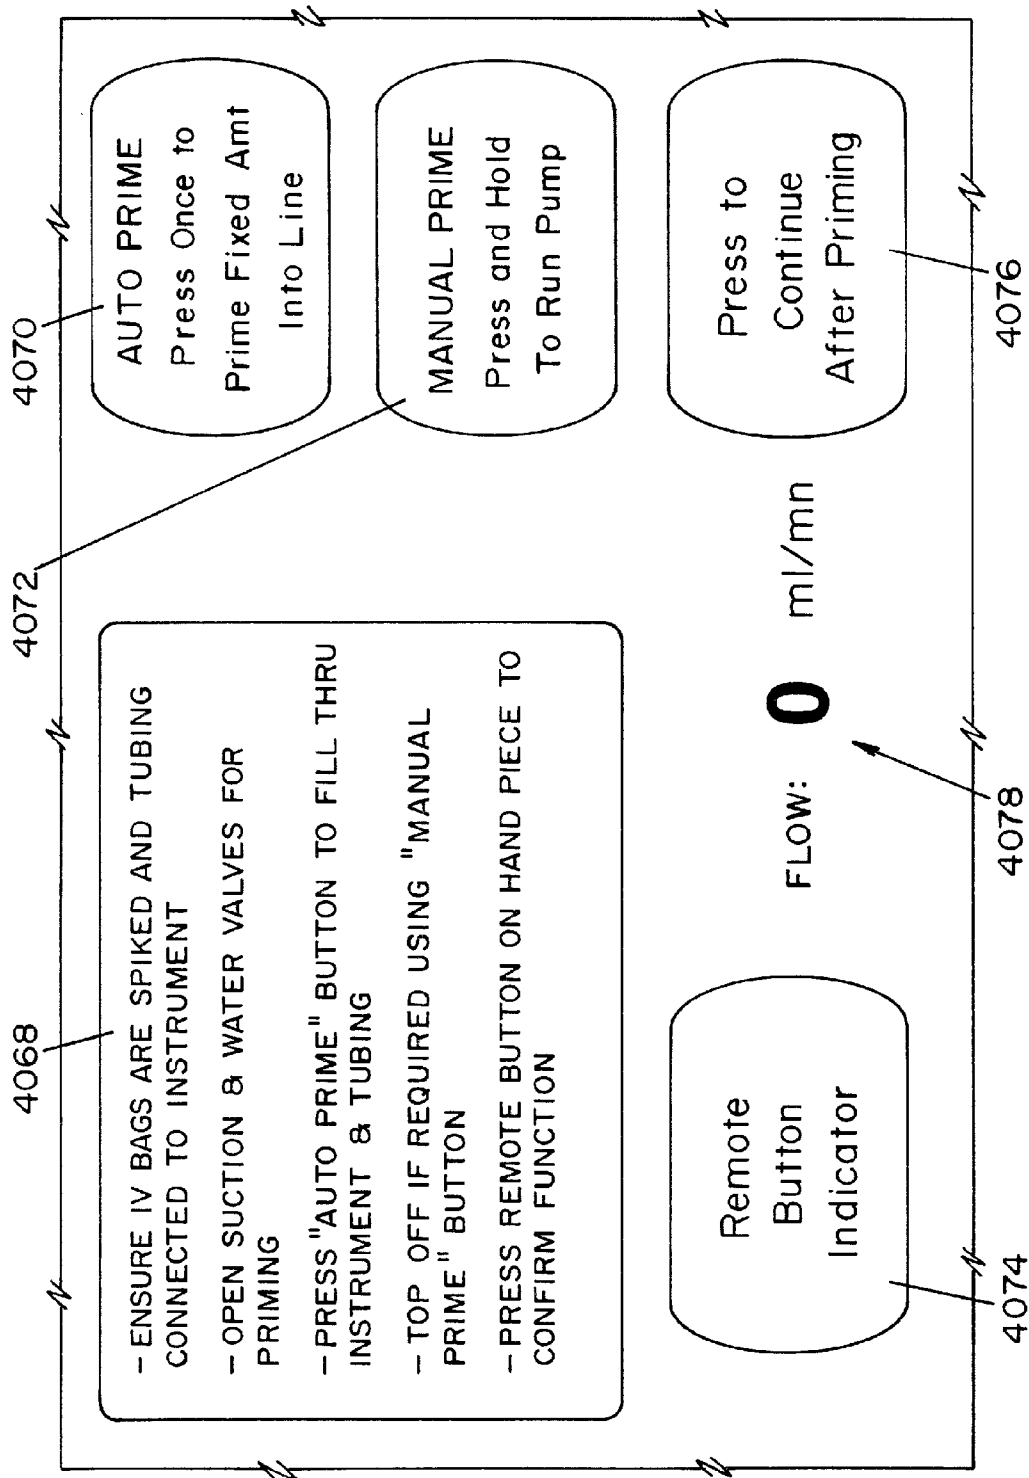 4068
4072
4070
- ENSURE IV BAGS ARE SPIKED AND TUBING
CONNECTED TO INSTRUMENT
- OPEN SUCTION & WATER VALVES FOR
PRIMING
- PRESS "AUTO PRIME" BUTTON TO FILL THRU
INSTRUMENT & TUBING
- TOP OFF IF REQUIRED USING "MANUAL
PRIME" BUTTON
- PRESS REMOTE BUTTON ON HAND PIECE TO
CONFIRM FUNCTION
AUTO PRIME
Press Once to
Prime Fixed Amt
Into Line
MANUAL PRIME
Press and Hold
To Run Pump
Remote
Button
Indicator
FLOW: 0 ml/mn
Press to
Continue
After Priming
4074
4078
4076